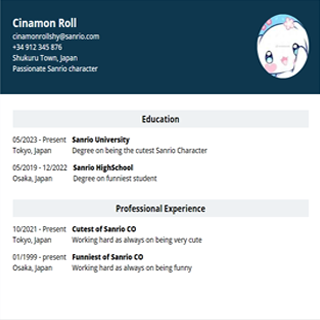 Cinamon Roll
cinamonrollshy@sanrio.com
+34 912 345 876
Shukuru Town, Japan
Passionate Sanrio character
Education
05/2023 - Present Sanrio University
Tokyo, Japan Degree on being the cutest Sanrio Character
05/2019 - 12/2022 Sanrio HighSchool
Osaka, Japan Degree on funniest student
Professional Experience
10/2021 - Present Cutest of Sanrio CO
Tokyo, Japan Working hard as always on being very cute
01/1999 - present Funniest of Sanrio CO
Osaka, Japan Working hard as always on being funny